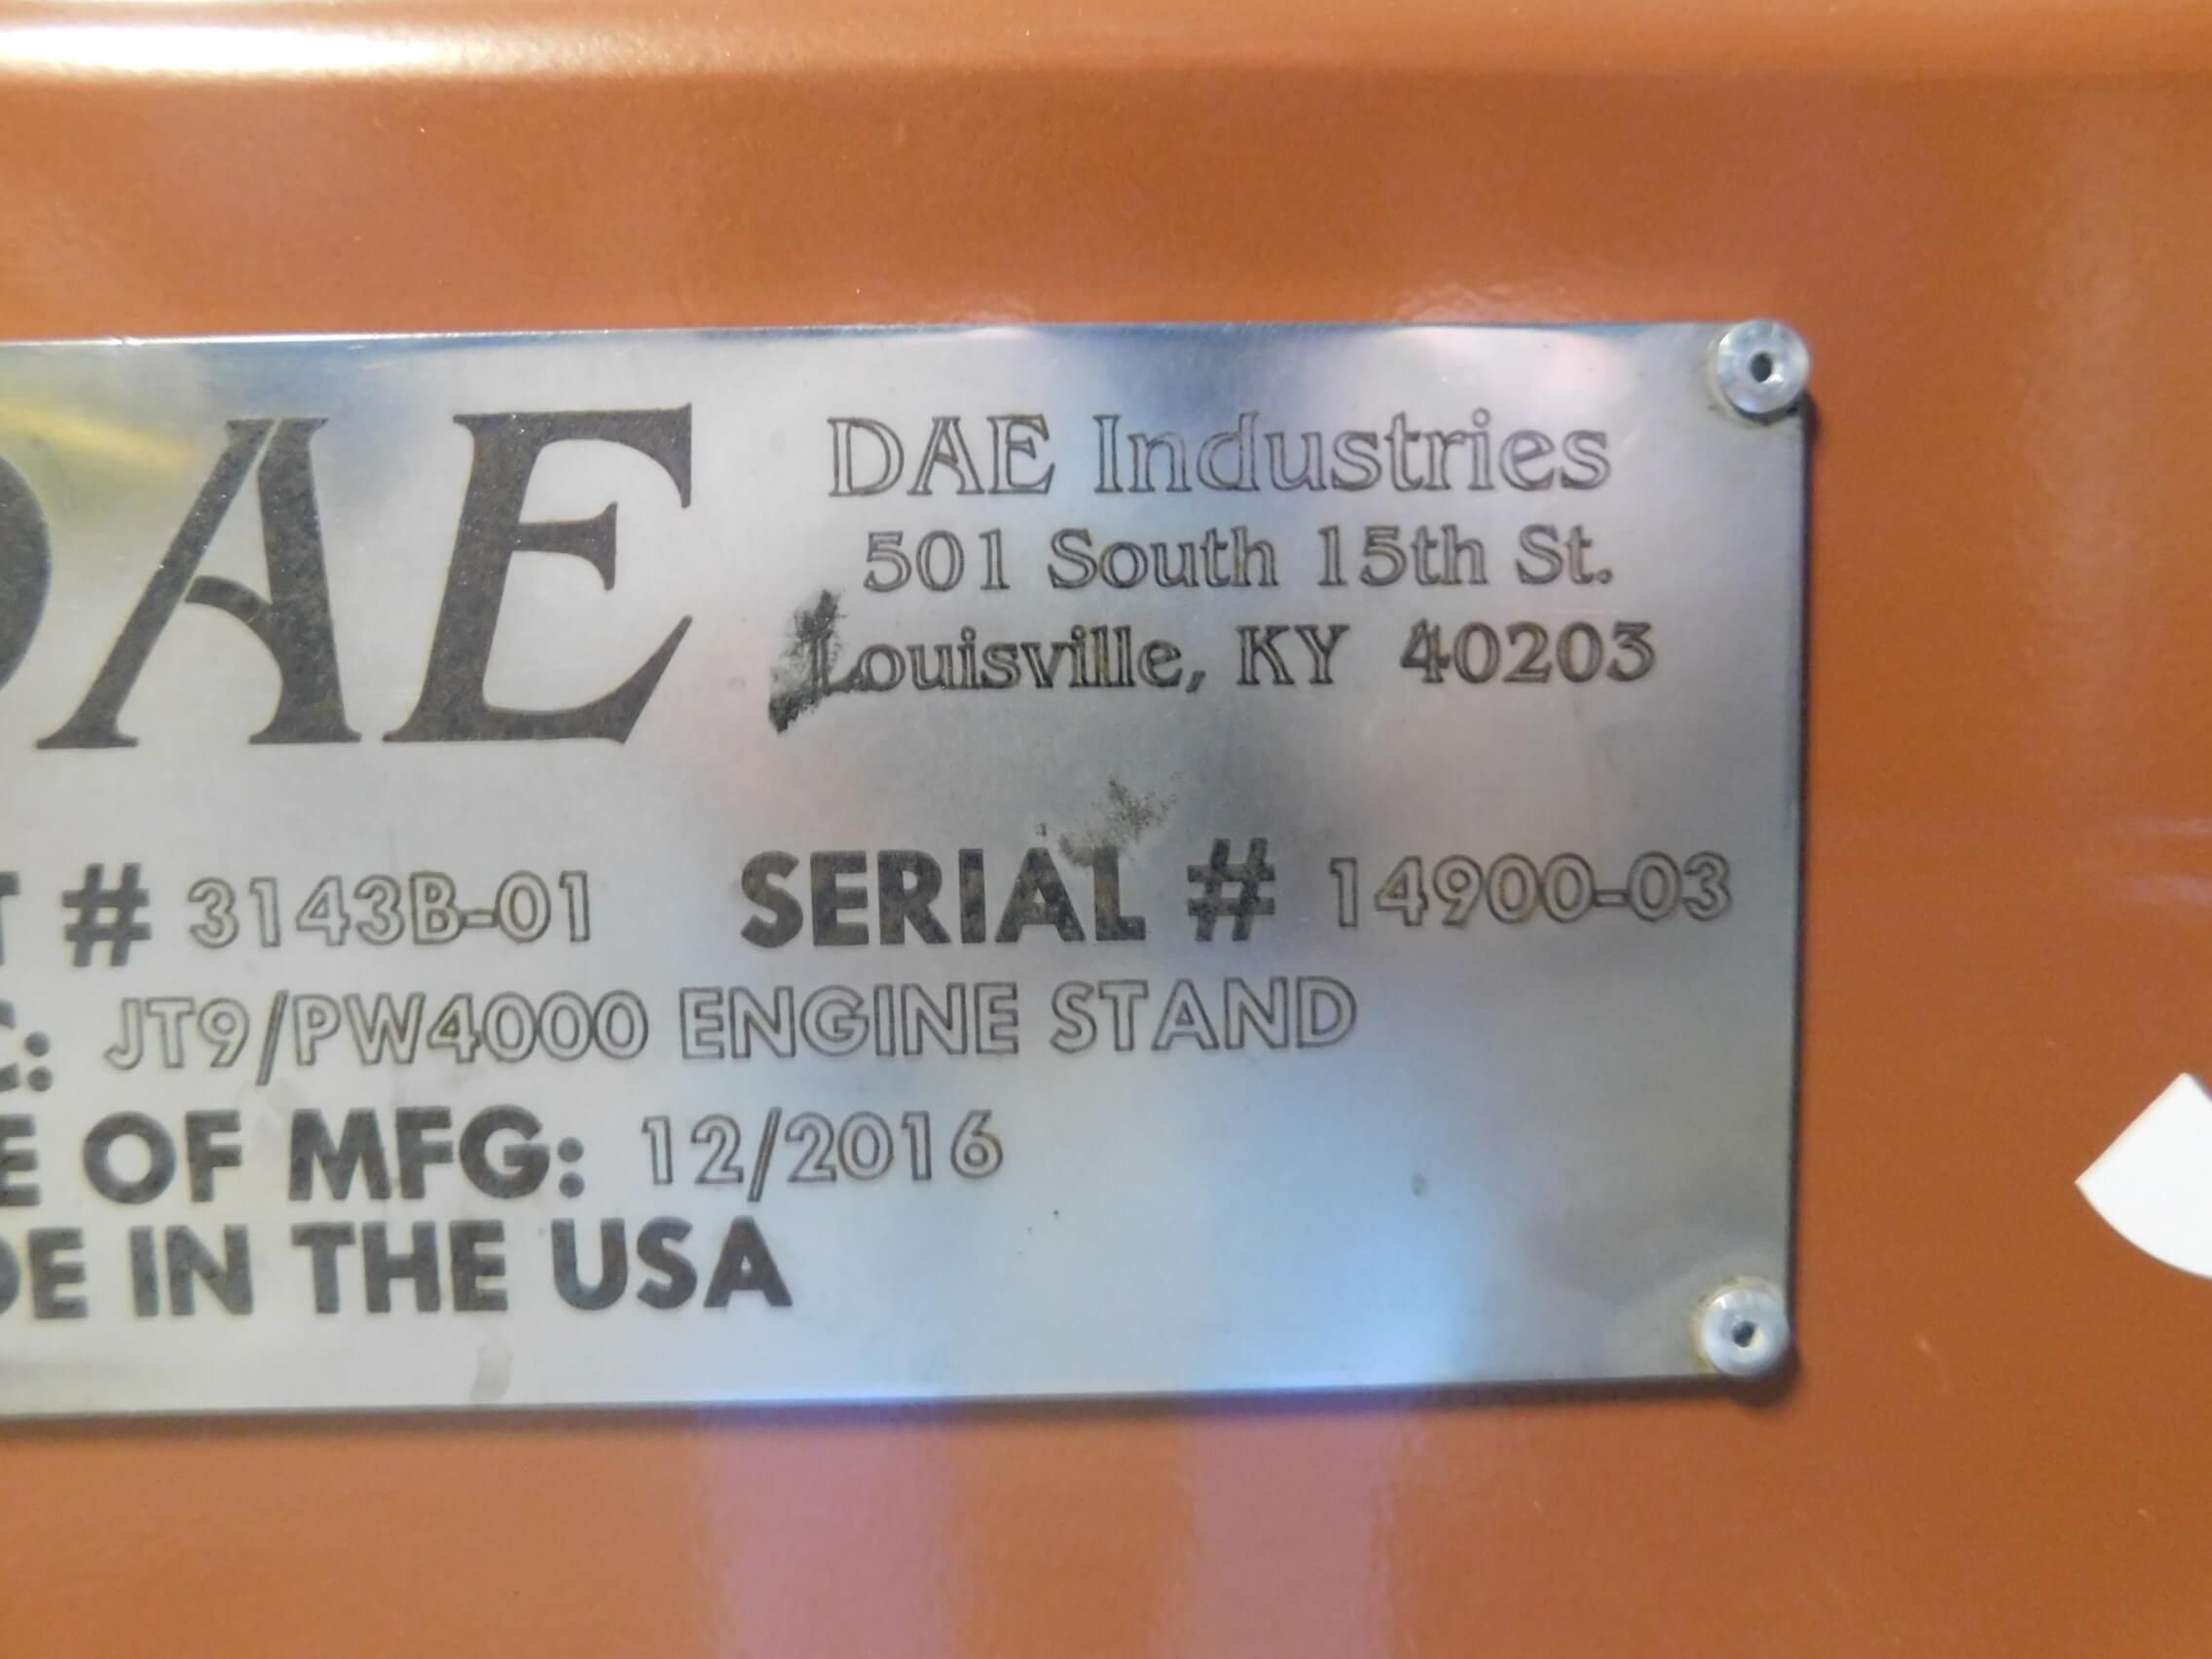 DAE
DAE Industries
501 South 15th St.
Louisville, KY 40203
# 3143B-01 SERIAL # 14900-03
JT9/PW4000 ENGINE STAND
OF MFG: 12/2016
IN THE USA